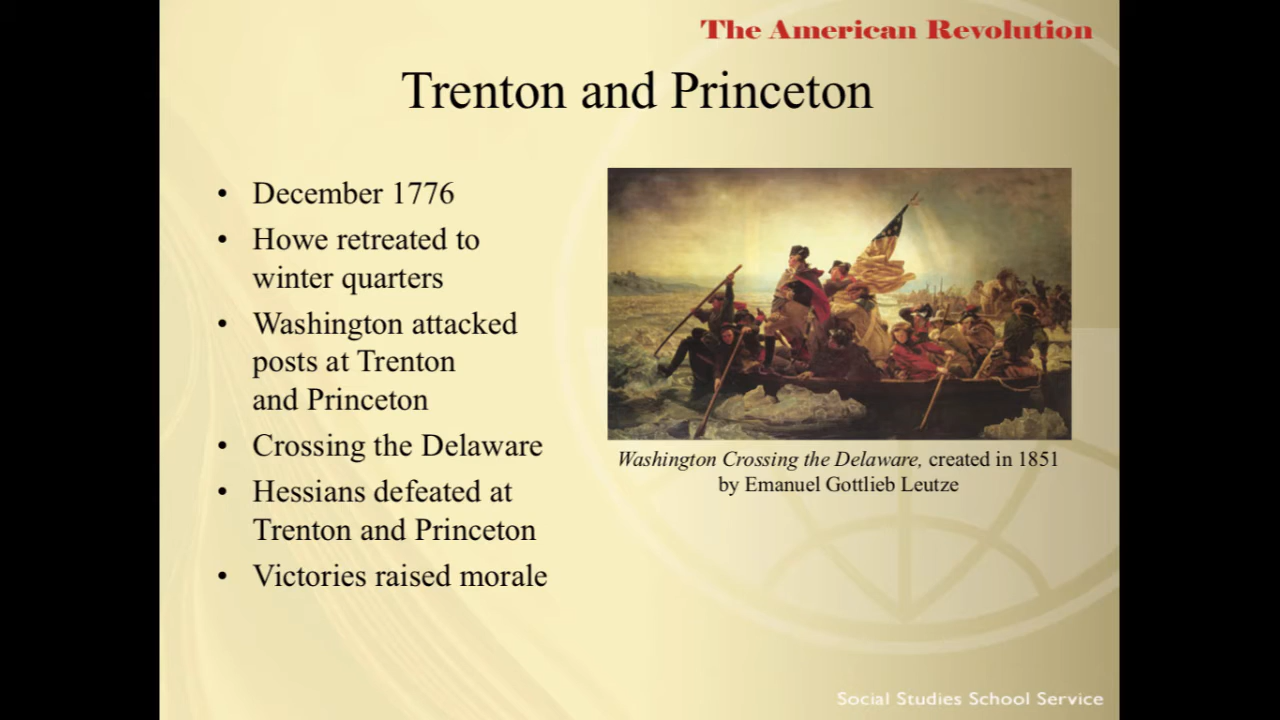 The American Revolution
Trenton and Princeton
• December 1776
• Howe retreated to
winter quarters
• Washington attacked
posts at Trenton
and Princeton
• Crossing the Delaware
• Hessians defeated at
Trenton and Princeton
• Victories raised morale
Washington Crossing the Delaware, created in 1851
by Emanuel Gottlieb Leutze
Social Studies School Service